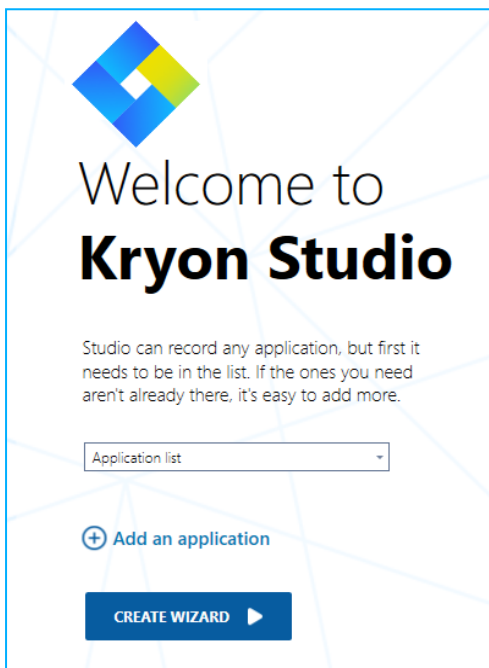 Welcome to
Kryon Studio
Studio can record any application, but first it
needs to be in the list. If the ones you need
aren't already there, it's easy to add more.
Application list
Add an application
CREATE WIZARD